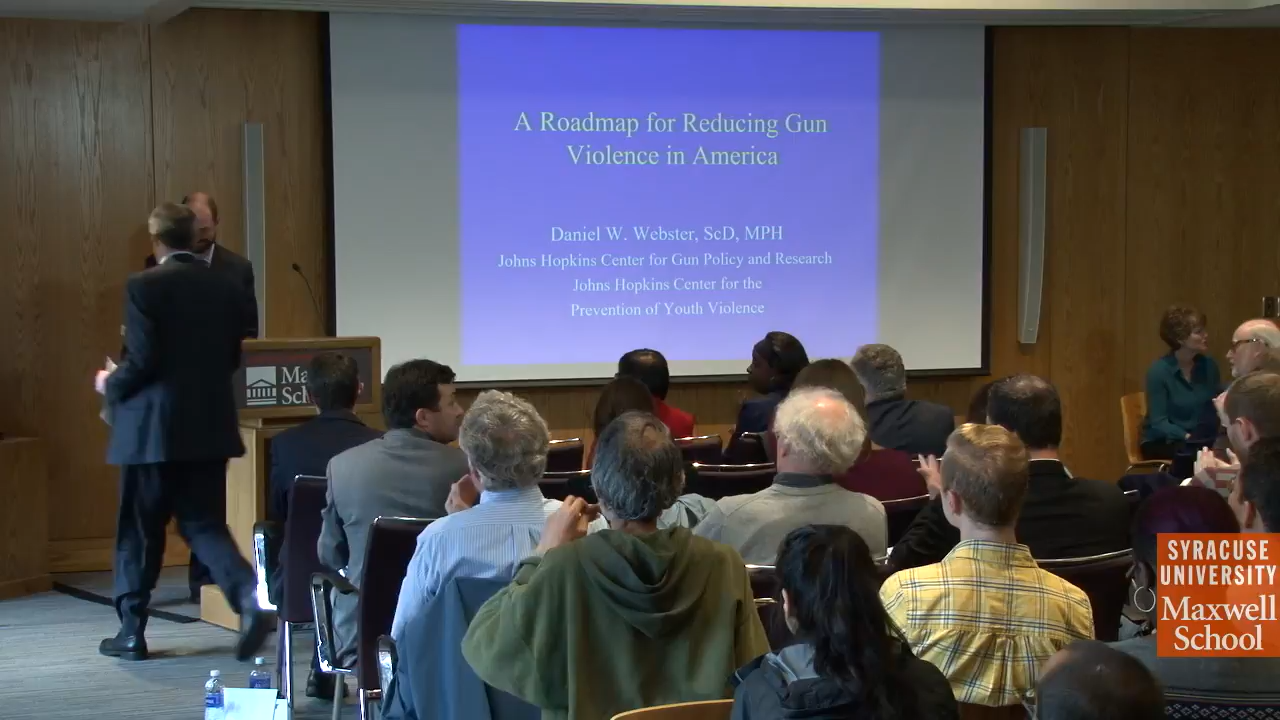 A Roadmap for Reducing Gun
Violence in America
Daniel W. Webster, ScD, MPH
Johns Hopkins Center for Gun Policy and Research
Johns Hopkins Center for the
Prevention of Youth Violence
SYRACUSE
UNIVERSITY
Maxwell
School